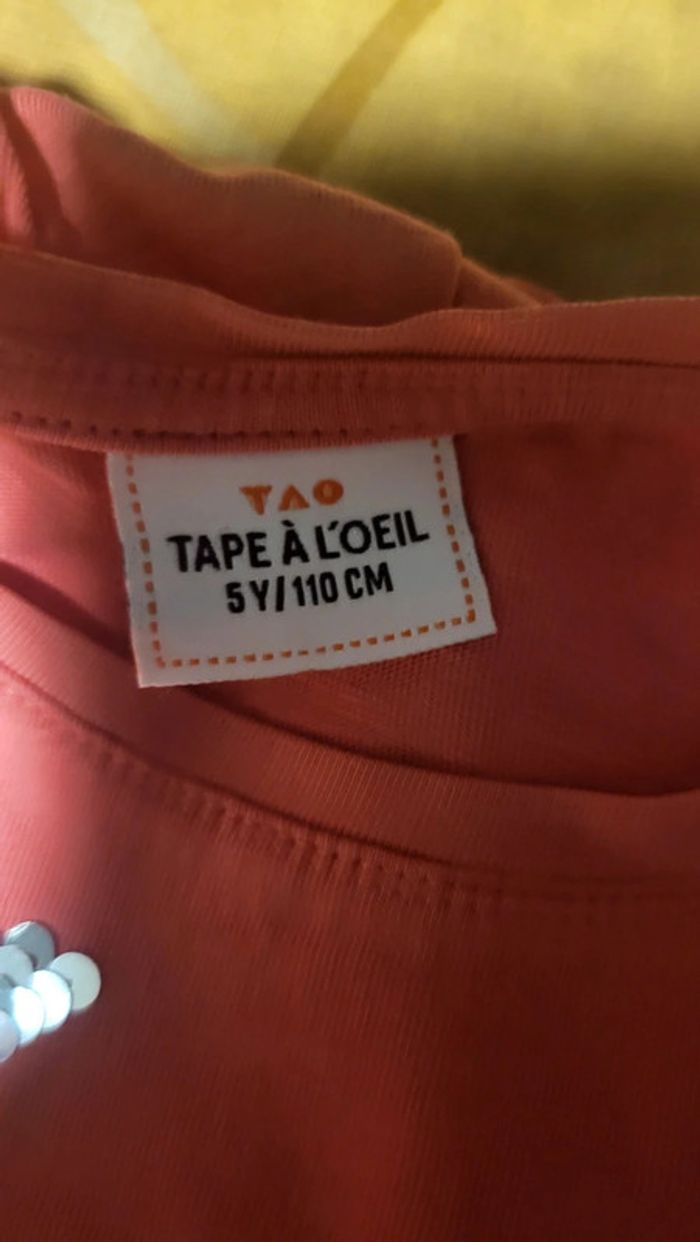 TAO
TAPE À L'OEIL
5 Y/110 CM